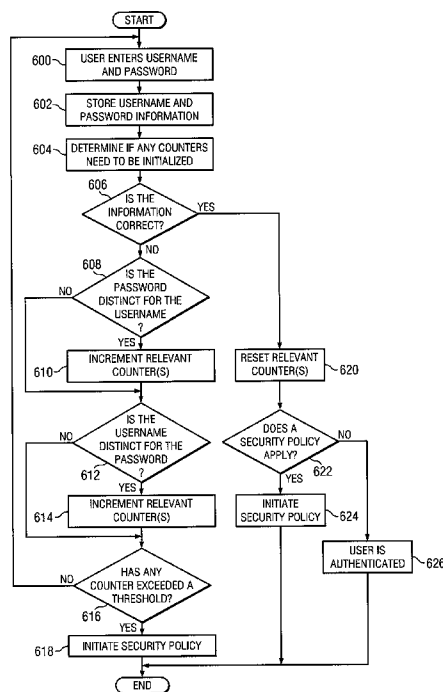 START
600
USER ENTERS USERNAME
AND PASSWORD
602
STORE USERNAME AND
PASSWORD INFORMATION
604
DETERMINE IF ANY COUNTERS
NEED TO BE INITIALIZED
606
IS THE
INFORMATION
CORRECT?
YES
NO
608
IS THE
PASSWORD
DISTINCT FOR THE
USERNAME
?
NO
YES
610
INCREMENT RELEVANT
COUNTER(S)
RESET RELEVANT
COUNTER(S)
620
IS THE
USERNAME
DISTINCT FOR THE
PASSWORD
?
612
NO
YES
DOES A
SECURITY POLICY
APPLY?
622
NO
YES
614
INCREMENT RELEVANT
COUNTER(S)
INITIATE
SECURITY POLICY
624
USER IS
AUTHENTICATED
626
HAS ANY
COUNTER EXCEEDED A
THRESHOLD?
616
NO
YES
618
INITIATE SECURITY POLICY
END